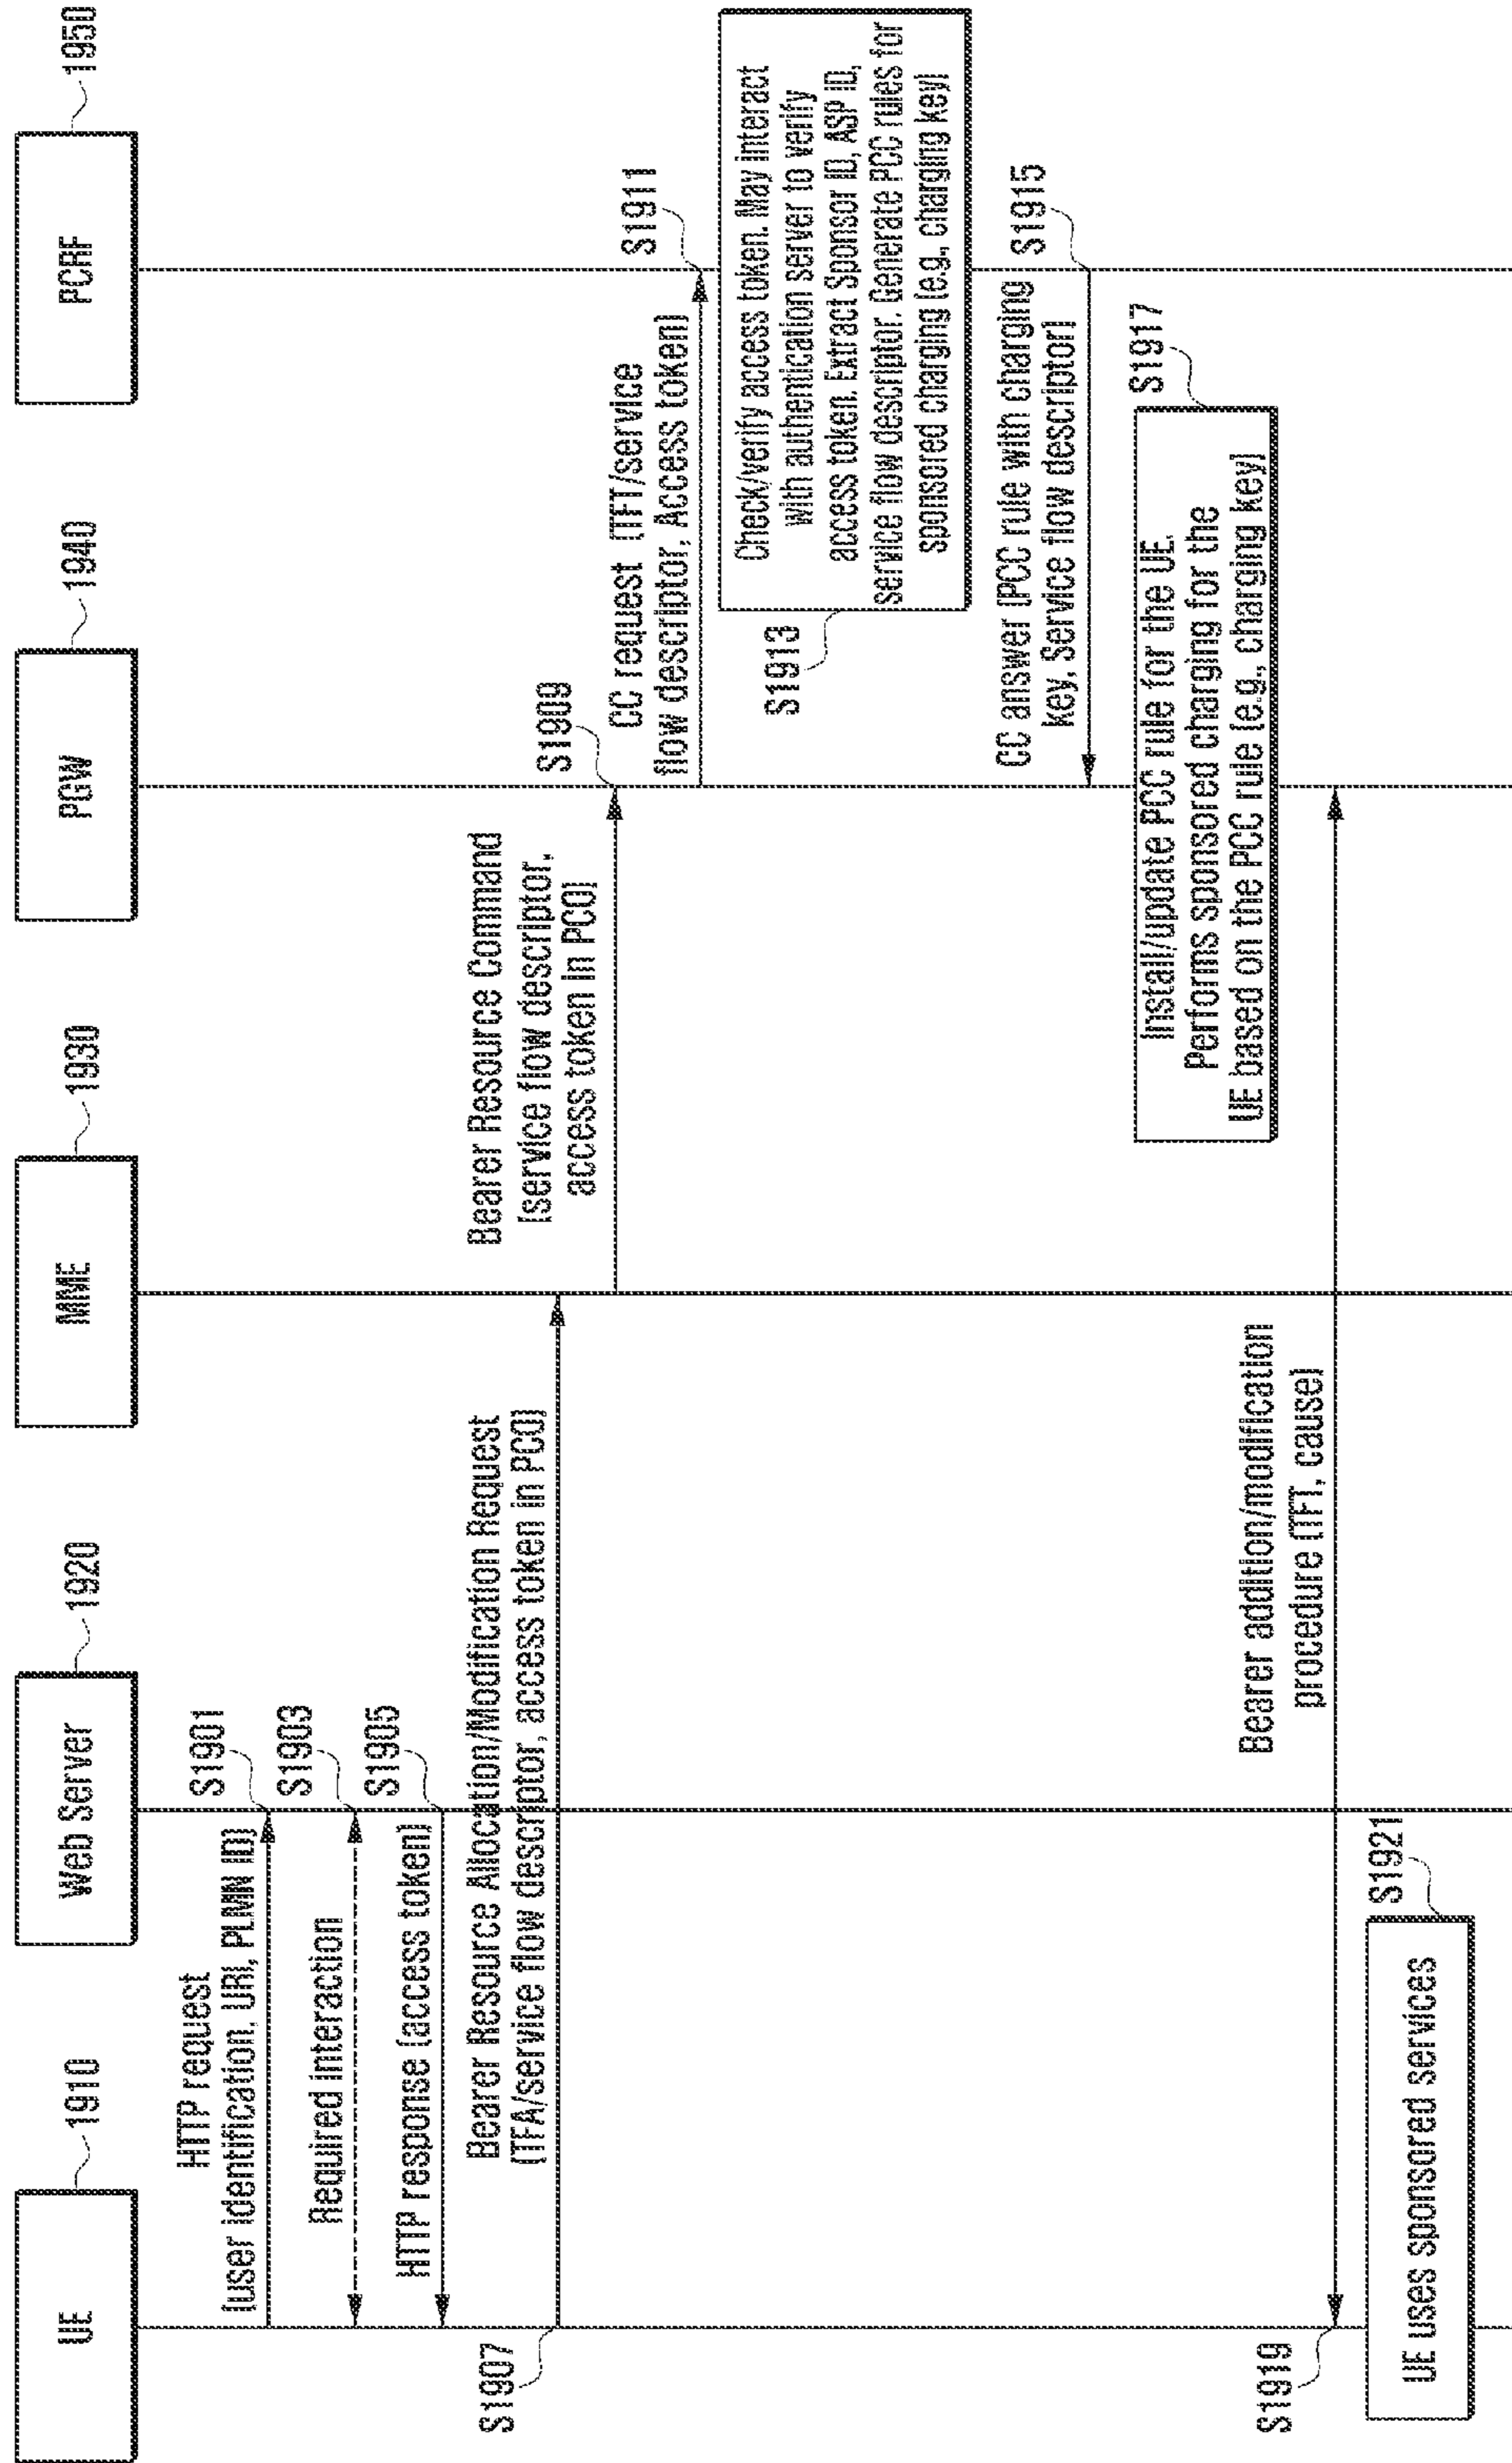 UE
1910
Web Server
1920
MME
1930
PGW
1940
PCRF
1950
HTTP request
(user identification, URI, PLMN ID)
S1901
Required interaction
S1903
HTTP response (access token)
S1905
Bearer Resource Allocation/Modification Request
(TFA/service flow descriptor, access token in PCO)
S1907
Bearer Resource Command
(service flow descriptor,
access token in PCO)
S1909
CC request (TFT/service
flow descriptor, Access token)
S1911
Check/verify access token. May interact
with authentication server to verify
access token. Extract Sponsor ID, ASP ID,
service flow descriptor. Generate PCC rules for
sponsored charging (e.g., charging key)
S1913
CC answer (PCC rule with charging
key, Service flow descriptor)
S1915
Install/update PCC rule for the UE.
Performs sponsored charging for the
UE based on the PCC rule (e.g., charging key)
S1917
Bearer addition/modification
procedure (TFT, cause)
S1919
UE uses sponsored services
S1921